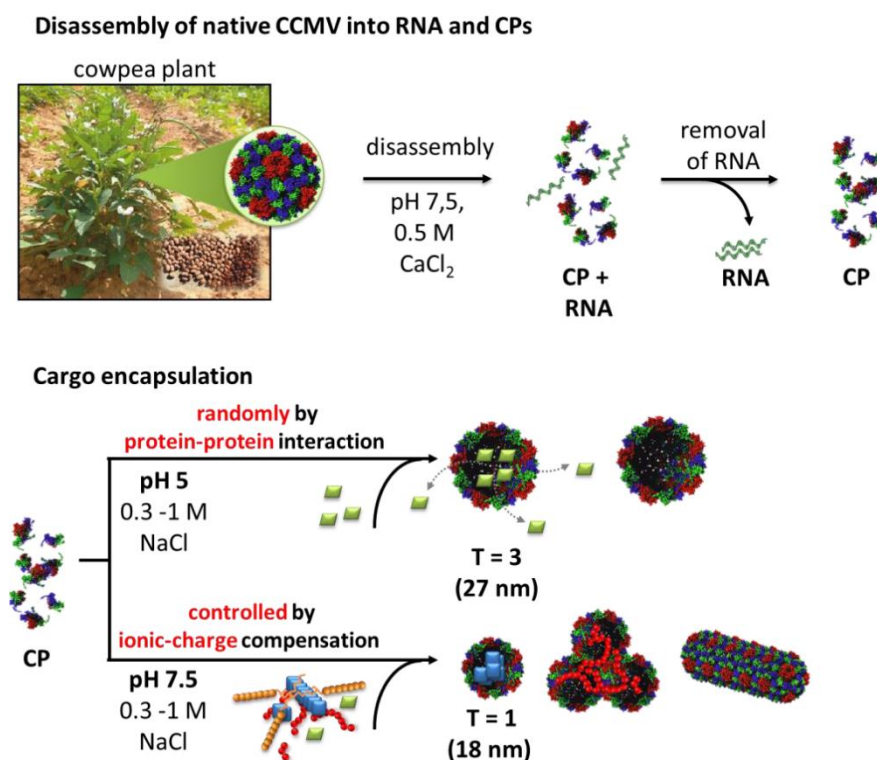 Disassembly of native CCMV into RNA and CPs
cowpea plant
disassembly
pH 7,5,
0.5 M
CaCl₂
CP +
RNA
removal
of RNA
RNA
CP
Cargo encapsulation
randomly by
protein-protein interaction
pH 5
0.3 -1 M
NaCl
T = 3
(27 nm)
CP
controlled by
ionic-charge compensation
pH 7.5
0.3 -1 M
NaCl
T = 1
(18 nm)